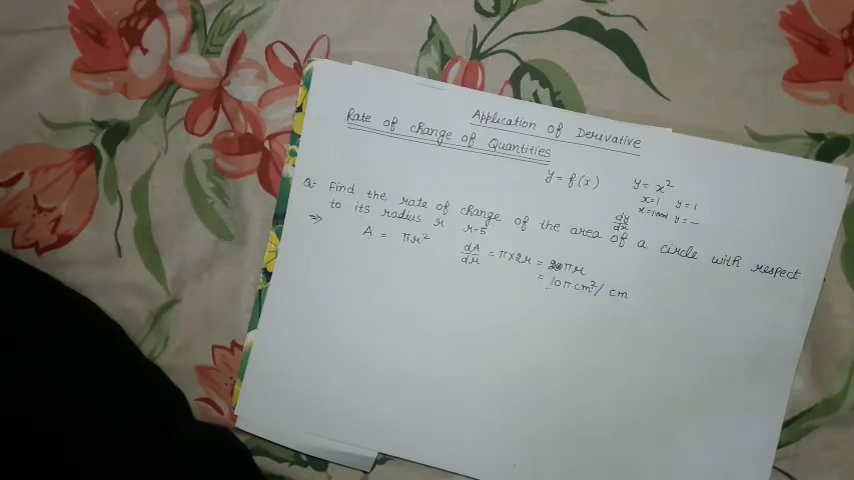 Application of Derivative
Rate of change of Quantities
y = f(x)
y = x²
x=1 y=1
y=—
Q= Find the rate of change of the area of a circle with respect
to its radius r r=5
dy/dx
⇒ A = πr²
dA/dr = π×2r = 2πr
= 10π cm²/cm